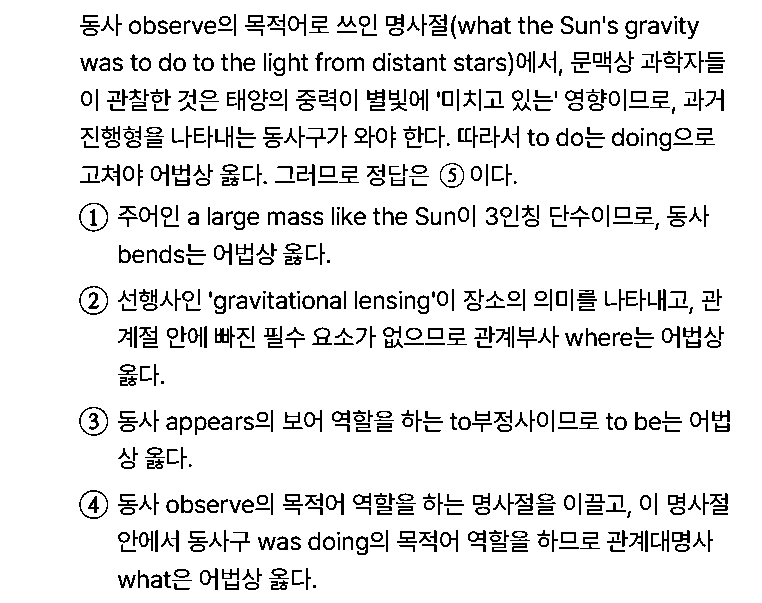 동사 observe의 목적어로 쓰인 명사절(what the Sun's gravity
was to do to the light from distant stars)에서, 문맥상 과학자들
이 관찰한 것은 태양의 중력이 별빛에 '미치고 있는' 영향이므로, 과거
진행형을 나타내는 동사구가 와야 한다. 따라서 to do는 doing으로
고쳐야 어법상 옳다. 그러므로 정답은 ⑤이다.
① 주어인 a large mass like the Sun이 3인칭 단수이므로, 동사
bends는 어법상 옳다.
② 선행사인 'gravitational lensing'이 장소의 의미를 나타내고, 관
계절 안에 빠진 필수 요소가 없으므로 관계부사 where는 어법상
옳다.
③ 동사 appears의 보어 역할을 하는 to부정사이므로 to be는 어법
상 옳다.
④ 동사 observe의 목적어 역할을 하는 명사절을 이끌고, 이 명사절
안에서 동사구 was doing의 목적어 역할을 하므로 관계대명사
what은 어법상 옳다.